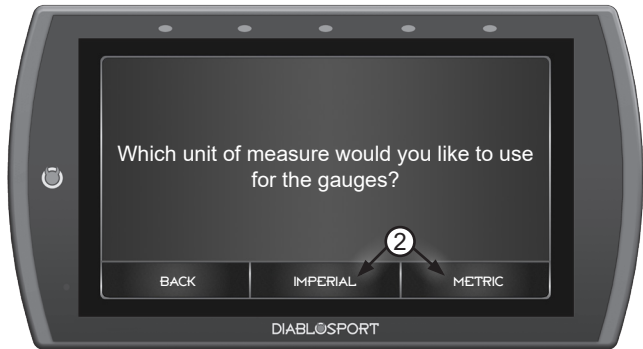 Which unit of measure would you like to use
for the gauges?
2
BACK IMPERIAL METRIC
DIABLOSPORT